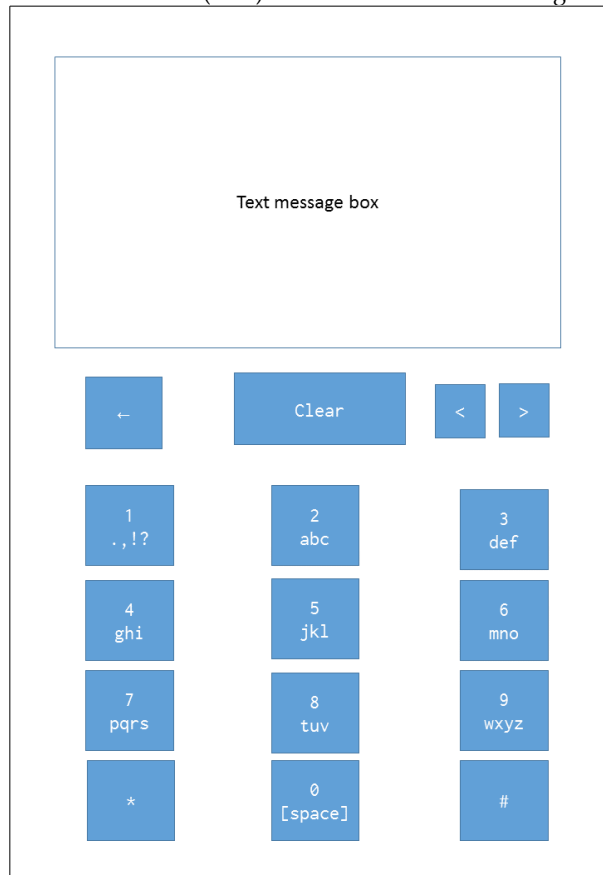 Text message box
←
Clear
<
>
1
.,!?
2
abc
3
def
4
ghi
5
jkl
6
mno
7
pqrs
8
tuv
9
wxyz
*
0
[space]
#